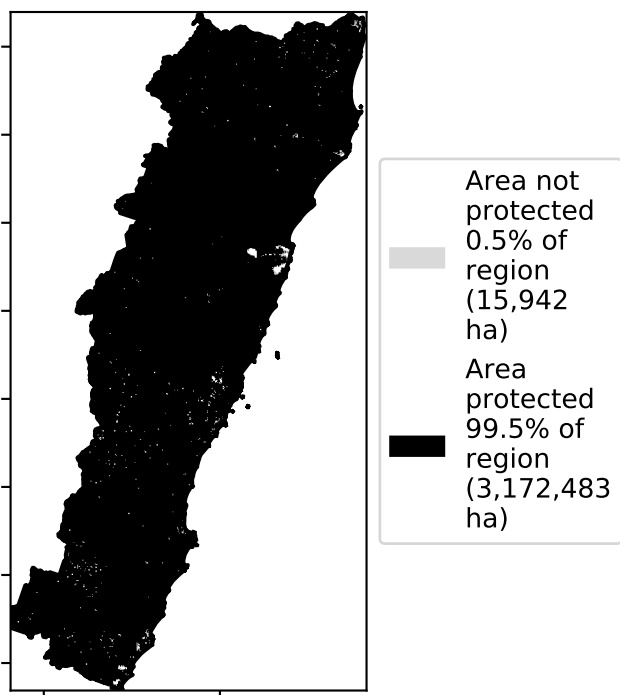 Area not
protected
0.5% of
region
(15,942
ha)
Area
protected
99.5% of
region
(3,172,483
ha)